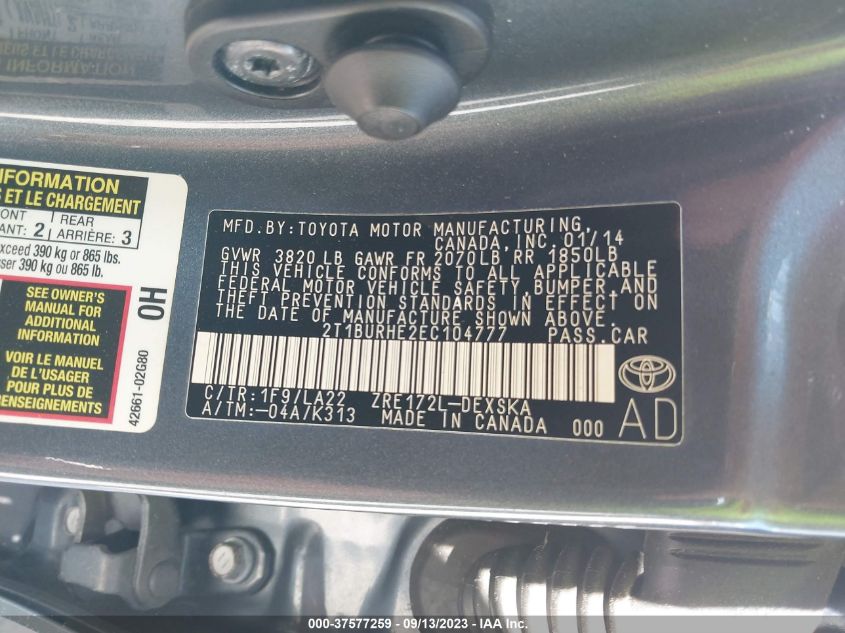 INFORMATION
NFORMATION
S ET LE CHARGEMENT
ONT
ANT: 2
REAR
ARRIÈRE: 3
xceed 390 kg or 865 lbs.
ser 390 kg ou 865 lb.
SEE OWNER'S
MANUAL FOR
ADDITIONAL
INFORMATION
VOIR LE MANUEL
DE L'USAGER
POUR PLUS DE
RENSEIGNEMENTS
0H
42661-02G80
MFD.BY:TOYOTA MOTOR MANUFACTURING,
CANADA, INC. 01/14
GVWR 3820 LB GAWR FR 2070LB RR 1850LB
THIS VEHICLE CONFORMS TO ALL APPLICABLE
FEDERAL MOTOR VEHICLE SAFETY, BUMPER, AND
THEFT PREVENTION STANDARDS IN EFFECT ON
THE DATE OF MANUFACTURE SHOWN ABOVE.
2T1BURHE2EC104777 PASS.CAR
C/TR:1F9/LA22 ZRE172L-DEXSKA
A/TM:-04A/K313 MADE IN CANADA 000 AD
000-37577259 - 09/13/2023 - IAA Inc.